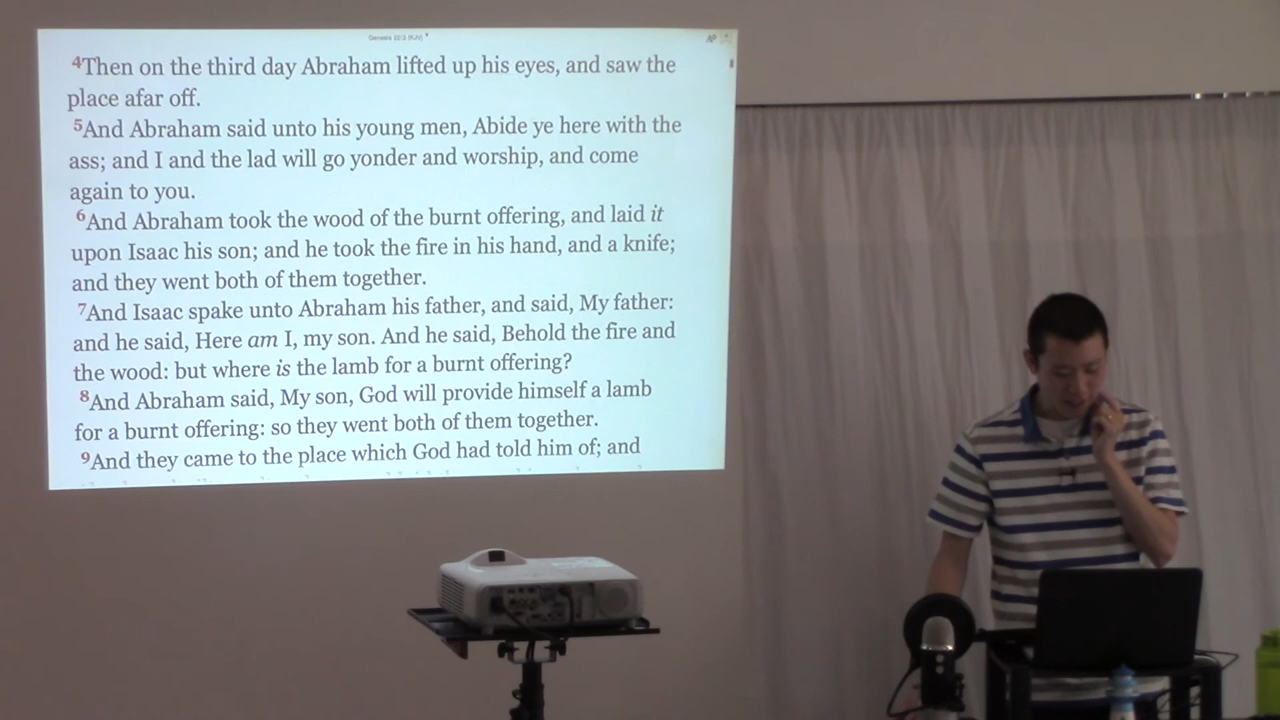 Genesis 22:3 (KJV)
AP
4Then on the third day Abraham lifted up his eyes, and saw the
place afar off.
5And Abraham said unto his young men, Abide ye here with the
ass; and I and the lad will go yonder and worship, and come
again to you.
6And Abraham took the wood of the burnt offering, and laid it
upon Isaac his son; and he took the fire in his hand, and a knife;
and they went both of them together.
7And Isaac spake unto Abraham his father, and said, My father:
and he said, Here am I, my son. And he said, Behold the fire and
the wood: but where is the lamb for a burnt offering?
8And Abraham said, My son, God will provide himself a lamb
for a burnt offering: so they went both of them together.
9And they came to the place which God had told him of; and